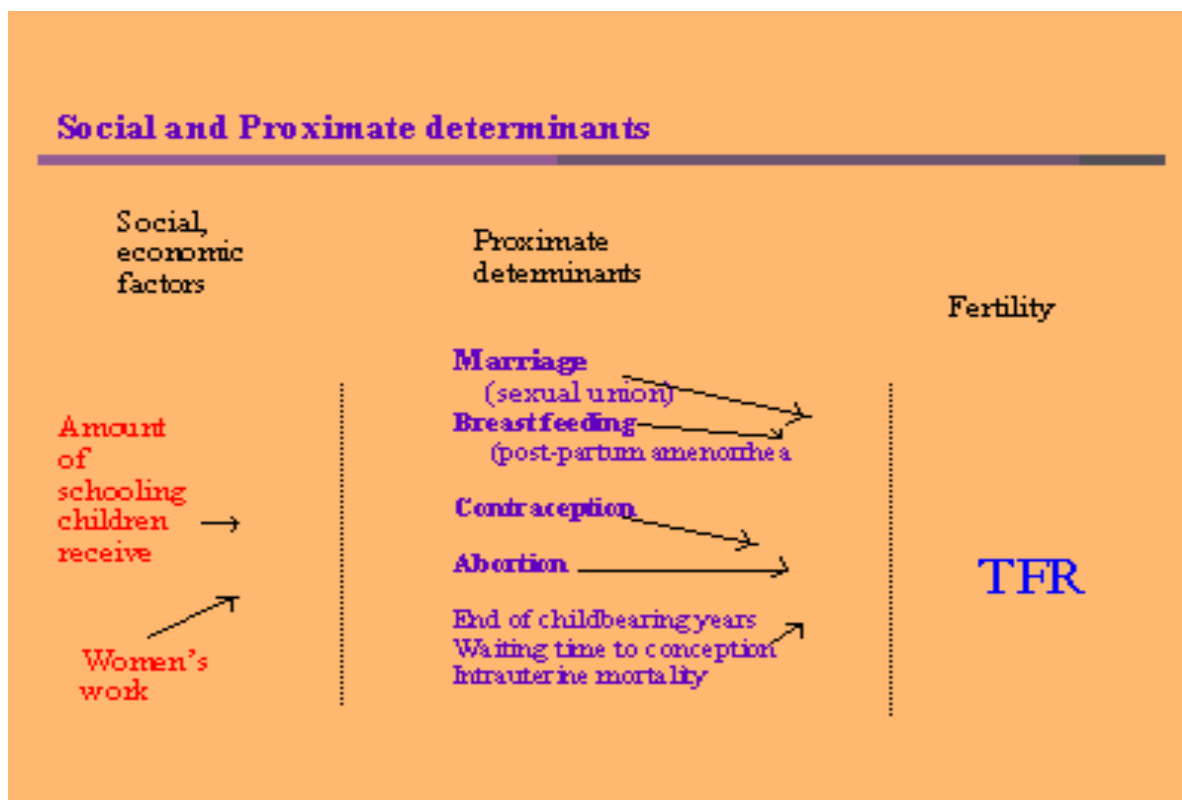 Social and Proximate determinants
Social,
economic
factors
Proximate
determinants
Fertility
Amount
of
schooling
children
receive
Women's
work
Marriage
(sexual union)
Breastfeeding
(post-partum amenorrhea
Contraception
Abortion
End of childbearing years
Waiting time to conception
Intrauterine mortality
TFR